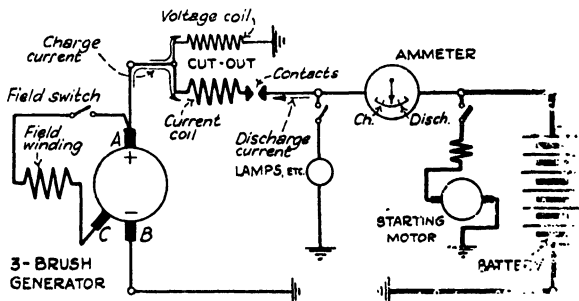 Voltage coil
Charge
current
CUT-OUT
AMMETER
Contacts
Field switch
Ch.
Disch.
Current
coil
Discharge
current
Field
winding
A
+
LAMPS, ETC.
STARTING
MOTOR
−
C
B
3-BRUSH
GENERATOR
BATTERY